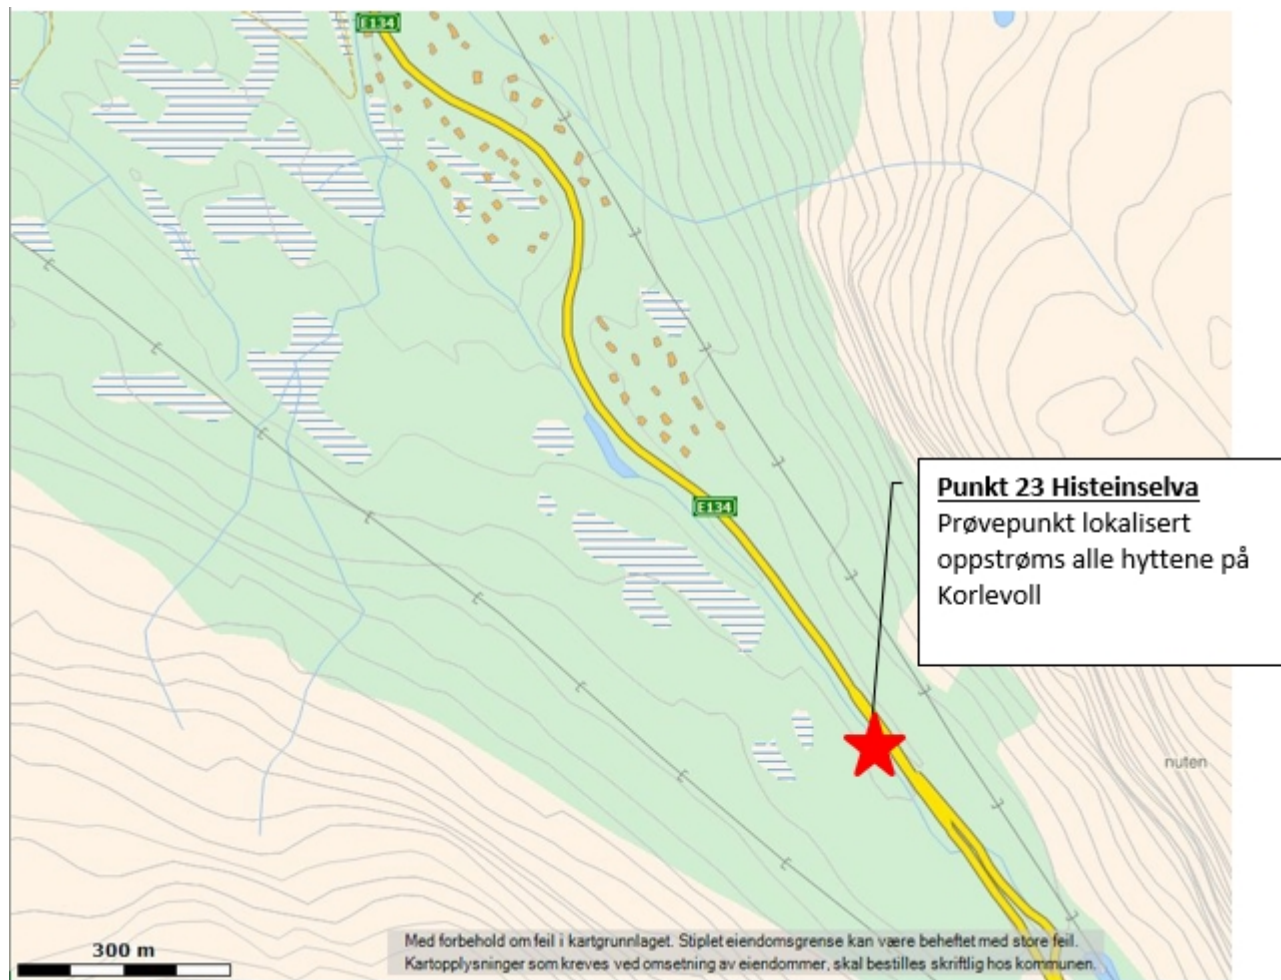 E134
E134
Punkt 23 Histeinselva
Prøvepunkt lokalisert
oppstrøms alle hyttene på
Korlevoll
nuten
300 m
Med forbehold om feil i kartgrunnlaget. Stiplet eiendomsgrense kan være beheftet med store feil.
Kartopplysninger som kreves ved omsetning av eiendommer, skal bestilles skriftlig hos kommunen.